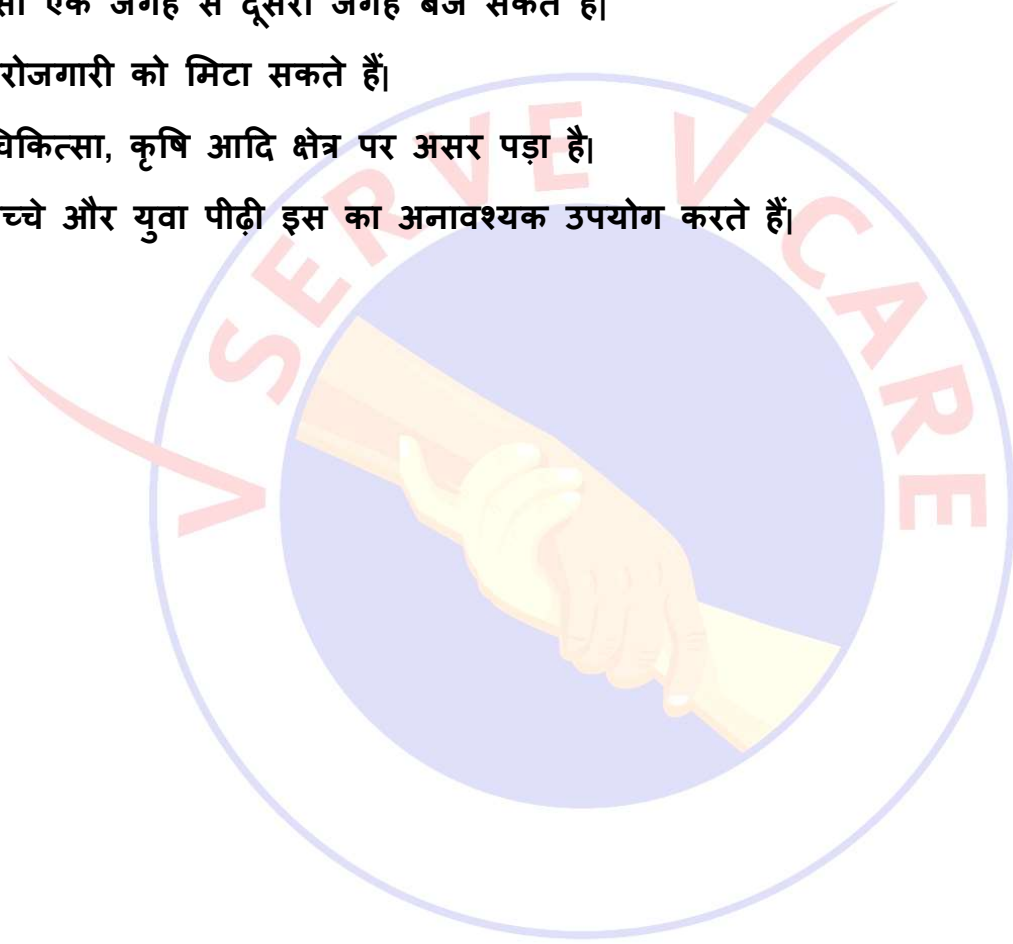 एक जगह से दूसरी जगह बेज सकते हैं|
रोजगारी को मिटा सकते हैं|
चिकित्सा, कृषि आदि क्षेत्र पर असर पड़ा है|
च्चे और युवा पीढ़ी इस का अनावश्यक उपयोग करते हैं|
V SERVE V CARE